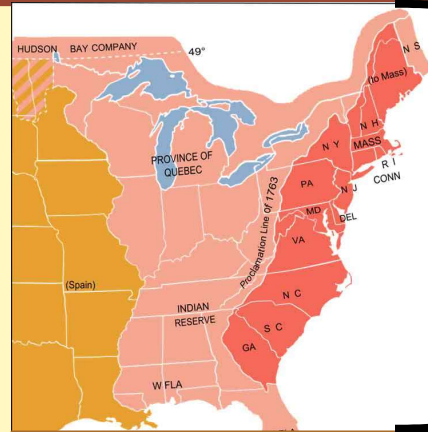 HUDSON BAY COMPANY
49°
N S
(to Mass)
N H
N Y
MASS
R I
CONN
PROVINCE OF
QUEBEC
PA
N J
Proclamation Line of 1763
MD
DEL
VA
(Spain)
N C
INDIAN
RESERVE
S C
GA
W FLA